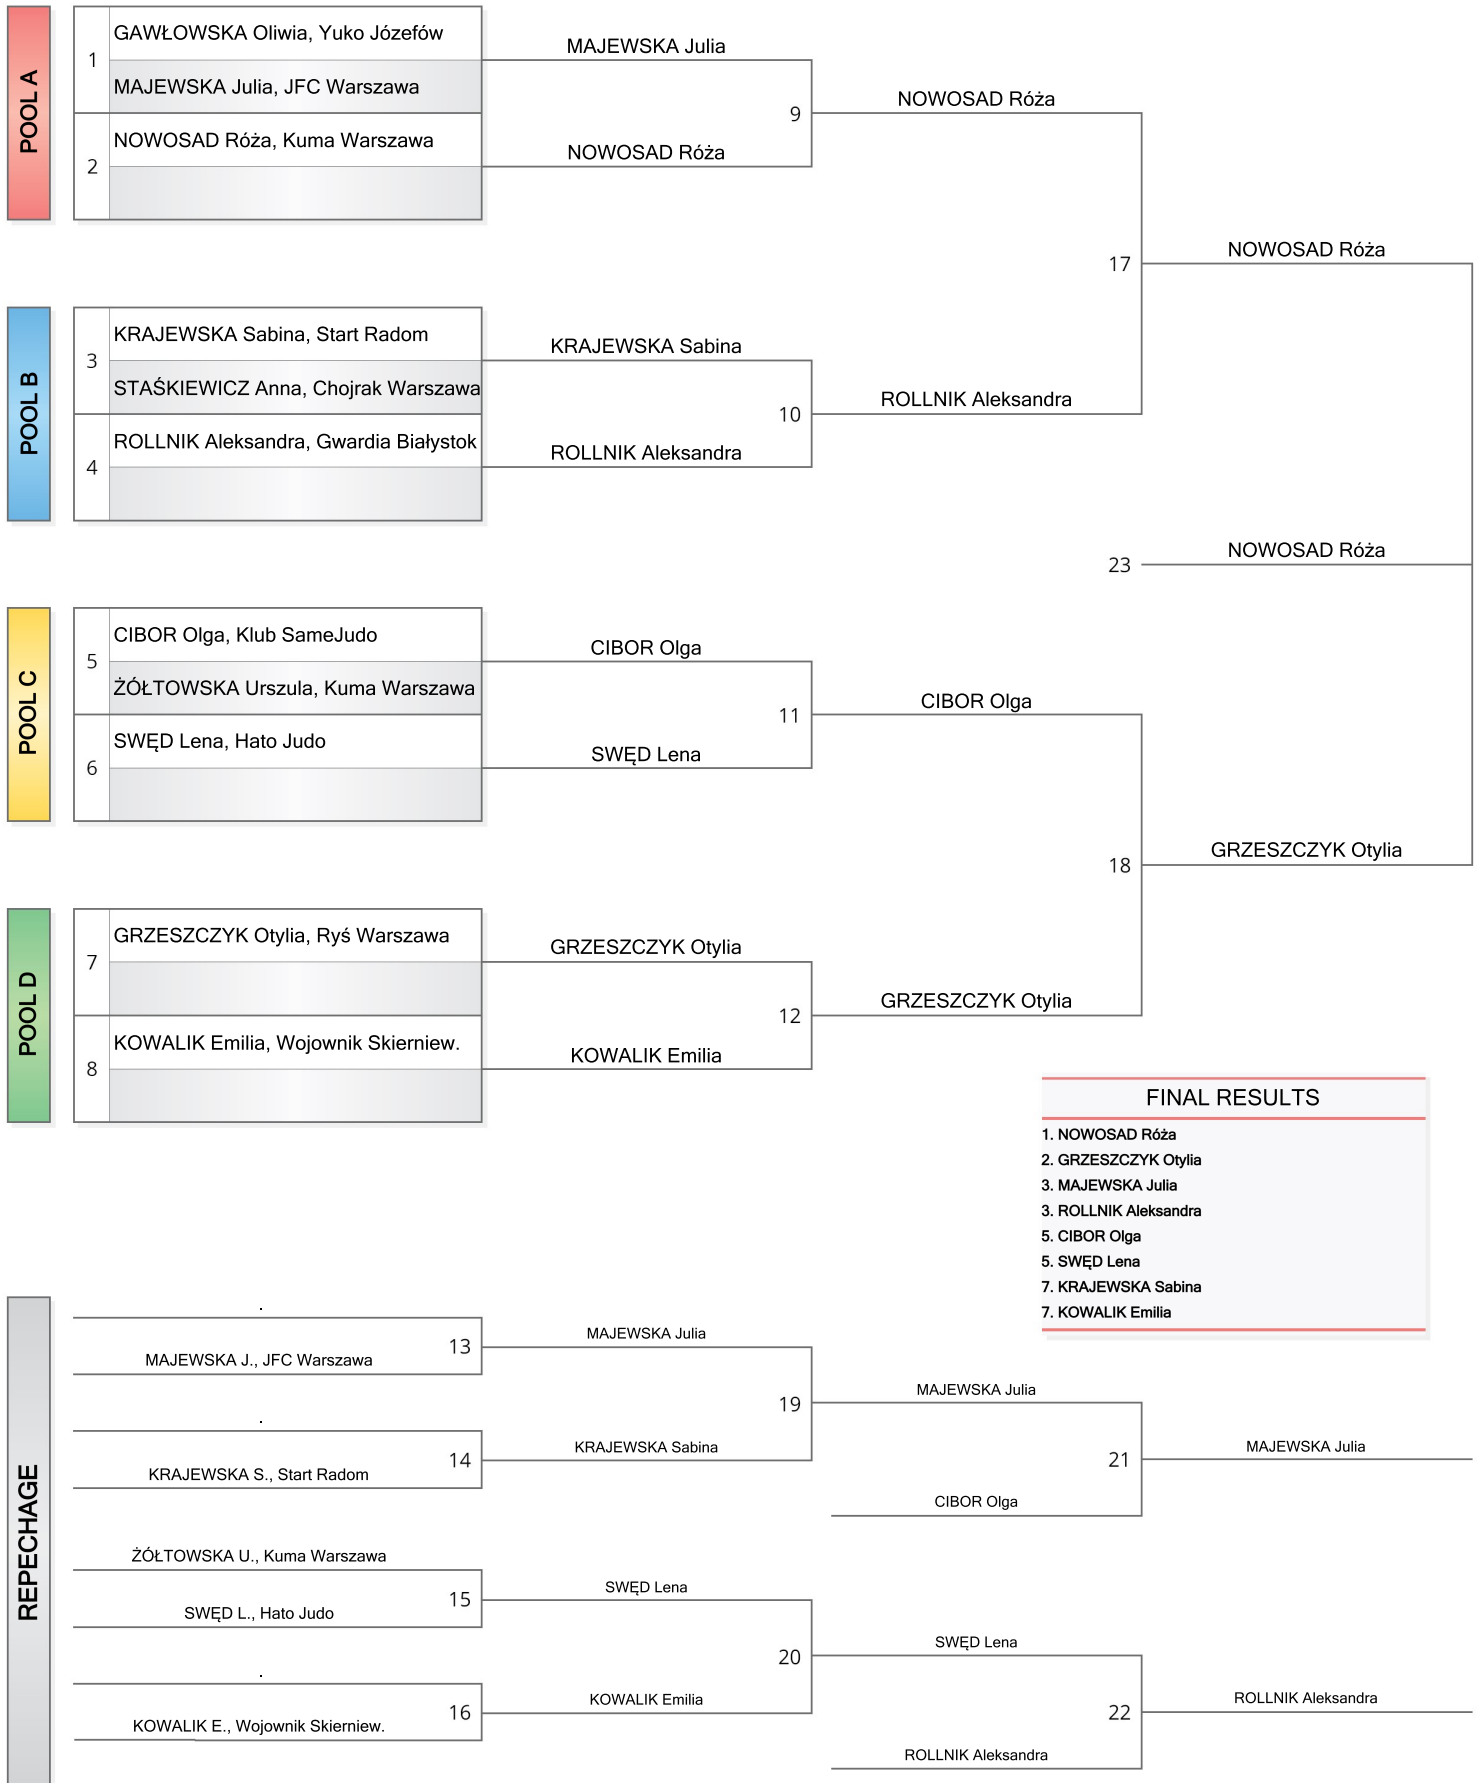 POOL A
1
GAWŁOWSKA Oliwia, Yuko Józefów
MAJEWSKA Julia, JFC Warszawa
2
NOWOSAD Róża, Kuma Warszawa
MAJEWSKA Julia
NOWOSAD Róża
9
NOWOSAD Róża
POOL B
3
KRAJEWSKA Sabina, Start Radom
STAŚKIEWICZ Anna, Chojrak Warszawa
4
ROLLNIK Aleksandra, Gwardia Białystok
KRAJEWSKA Sabina
ROLLNIK Aleksandra
10
ROLLNIK Aleksandra
17
NOWOSAD Róża
23
NOWOSAD Róża
POOL C
5
CIBOR Olga, Klub SameJudo
ŻÓŁTOWSKA Urszula, Kuma Warszawa
6
SWĘD Lena, Hato Judo
CIBOR Olga
SWĘD Lena
11
CIBOR Olga
POOL D
7
GRZESZCZYK Otylia, Ryś Warszawa
8
KOWALIK Emilia, Wojownik Skierniew.
GRZESZCZYK Otylia
KOWALIK Emilia
12
GRZESZCZYK Otylia
18
GRZESZCZYK Otylia
FINAL RESULTS
1. NOWOSAD Róża
2. GRZESZCZYK Otylia
3. MAJEWSKA Julia
3. ROLLNIK Aleksandra
5. CIBOR Olga
5. SWĘD Lena
7. KRAJEWSKA Sabina
7. KOWALIK Emilia
REPECHAGE
.
MAJEWSKA J., JFC Warszawa
13
.
KRAJEWSKA S., Start Radom
14
MAJEWSKA Julia
KRAJEWSKA Sabina
19
MAJEWSKA Julia
CIBOR Olga
21
MAJEWSKA Julia
ŻÓŁTOWSKA U., Kuma Warszawa
SWĘD L., Hato Judo
15
.
KOWALIK E., Wojownik Skierniew.
16
SWĘD Lena
KOWALIK Emilia
20
SWĘD Lena
ROLLNIK Aleksandra
22
ROLLNIK Aleksandra